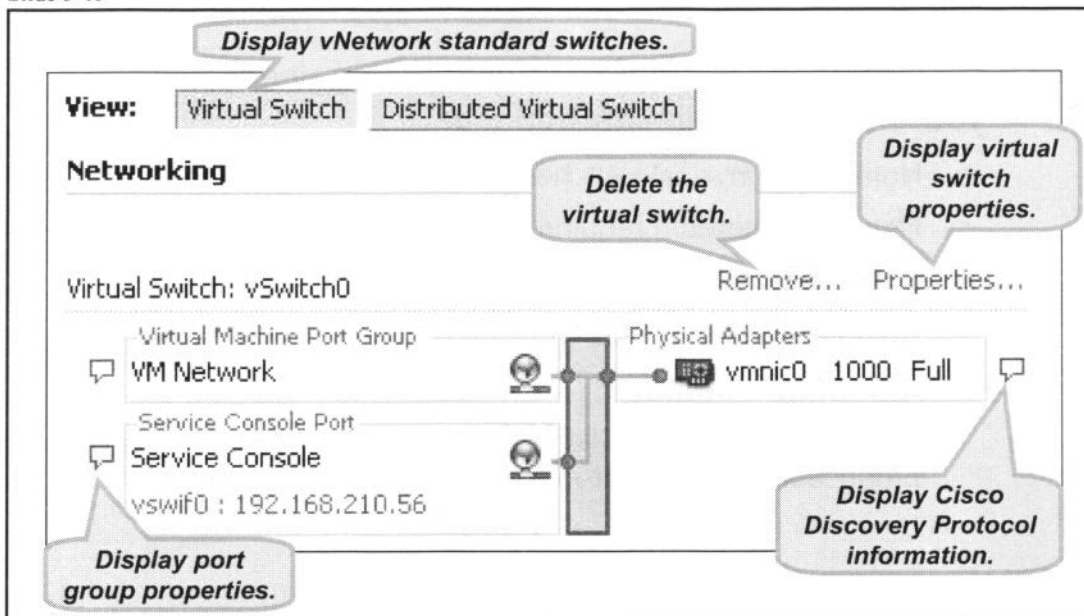 Display vNetwork standard switches.
View: Virtual Switch Distributed Virtual Switch
Networking
Delete the
virtual switch.
Display virtual
switch
properties.
Virtual Switch: vSwitch0
Remove... Properties...
Virtual Machine Port Group
VM Network
Physical Adapters
vmnic0 1000 Full
Service Console Port
Service Console
vswif0 : 192.168.210.56
Display port
group properties.
Display Cisco
Discovery Protocol
information.